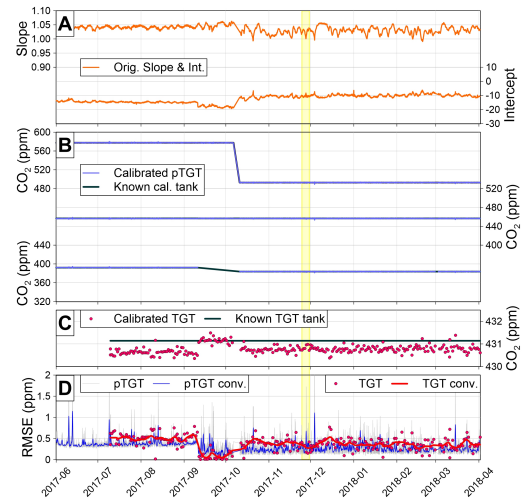 A
Slope
1.10
1.05
1.00
0.95
0.90
Orig. Slope & Int.
10
0
-10
-20
-30
Intercept
B
CO₂ (ppm)
600
560
520
480
Calibrated pTGT
Known cal. tank
520
480
440
400
CO₂ (ppm)
CO₂ (ppm)
440
400
360
320
C
Calibrated TGT
Known TGT tank
432
431
430
CO₂ (ppm)
D
RMSE (ppm)
2
1.5
1
0.5
0
pTGT
pTGT conv.
TGT
TGT conv.
2017-06
2017-07
2017-08
2017-09
2017-10
2017-11
2017-12
2018-01
2018-02
2018-03
2018-04